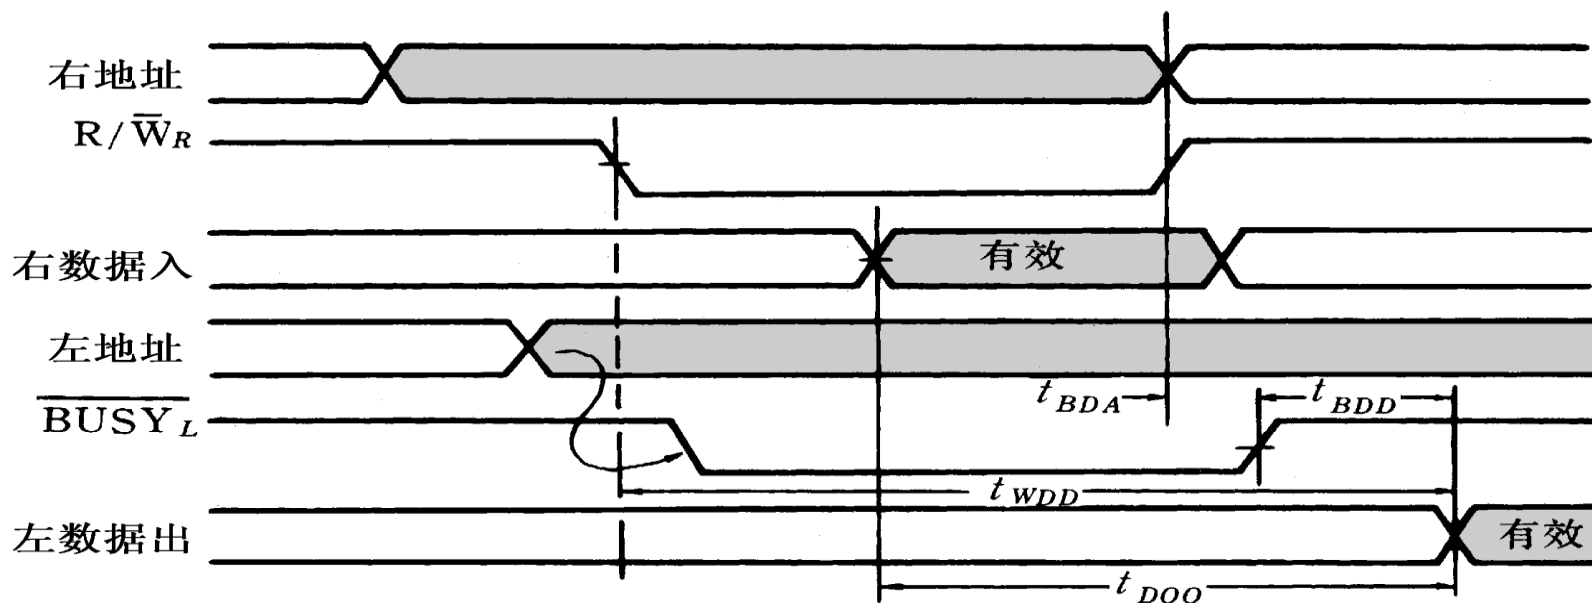 右地址
R/W̅R
右数据入
有效
左地址
tBDA
tBDD
B̅U̅S̅Y̅L
tWDD
左数据出
有效
tDOO